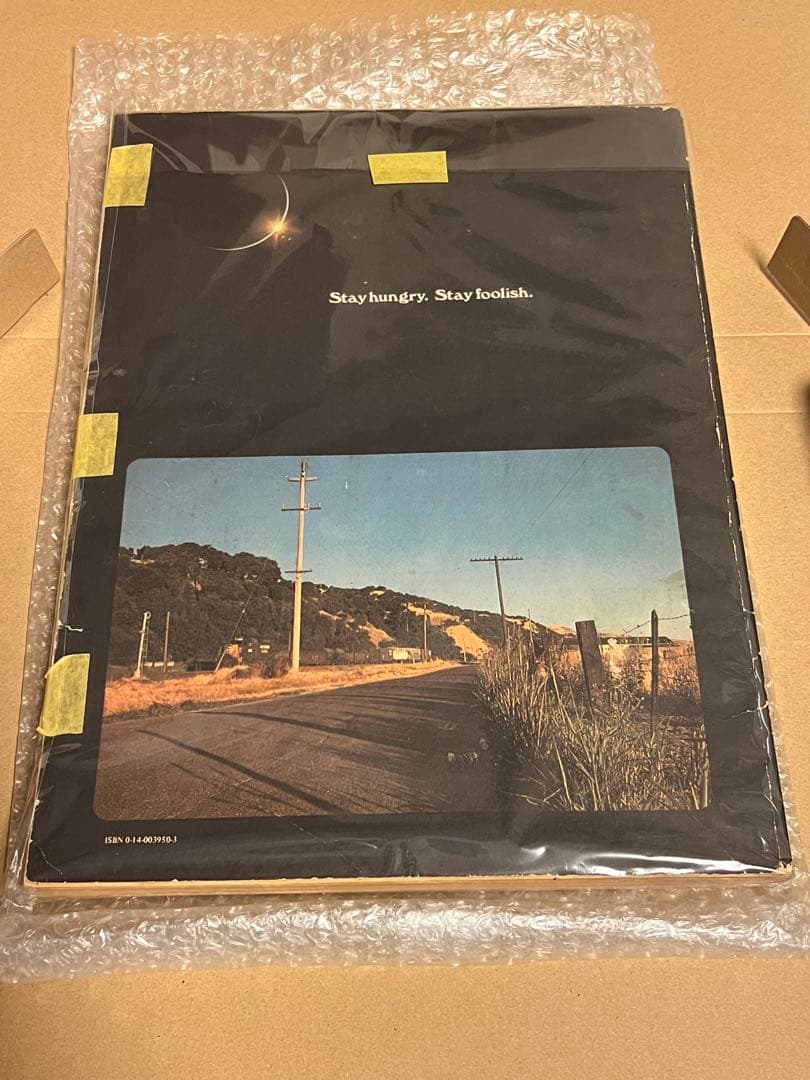 Stay hungry. Stay foolish.
ISBN 0-14-003950-3